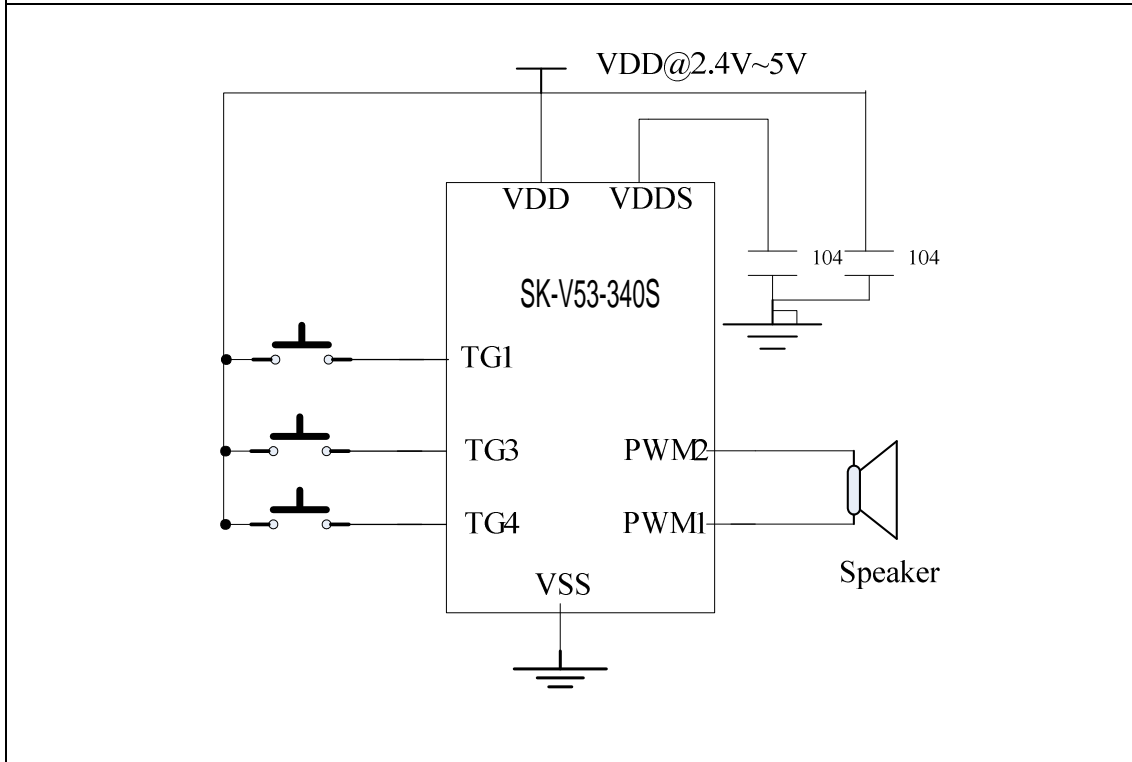 VDD@2.4V~5V
VDD
VDDS
104
104
SK-V53-340S
TG1
TG3
PWM2
TG4
PWM1
VSS
Speaker